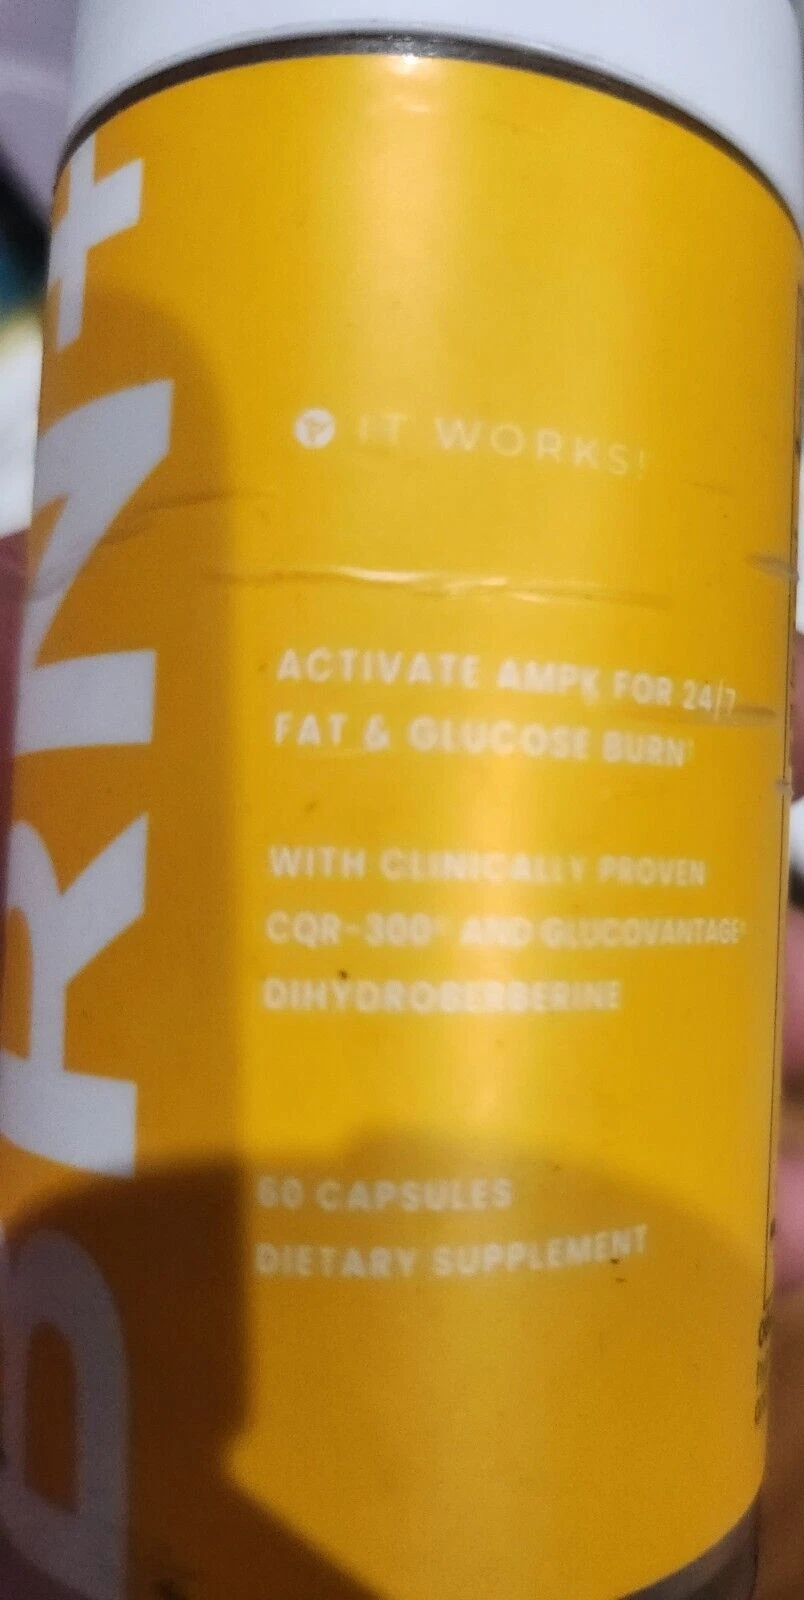 BRN+
IT WORKS!
ACTIVATE AMPK FOR 24/7
FAT & GLUCOSE BURN
WITH CLINICALLY PROVEN
CQR-300® AND GLUCOVANTAGE®
DIHYDROBERBERINE
60 CAPSULES
DIETARY SUPPLEMENT